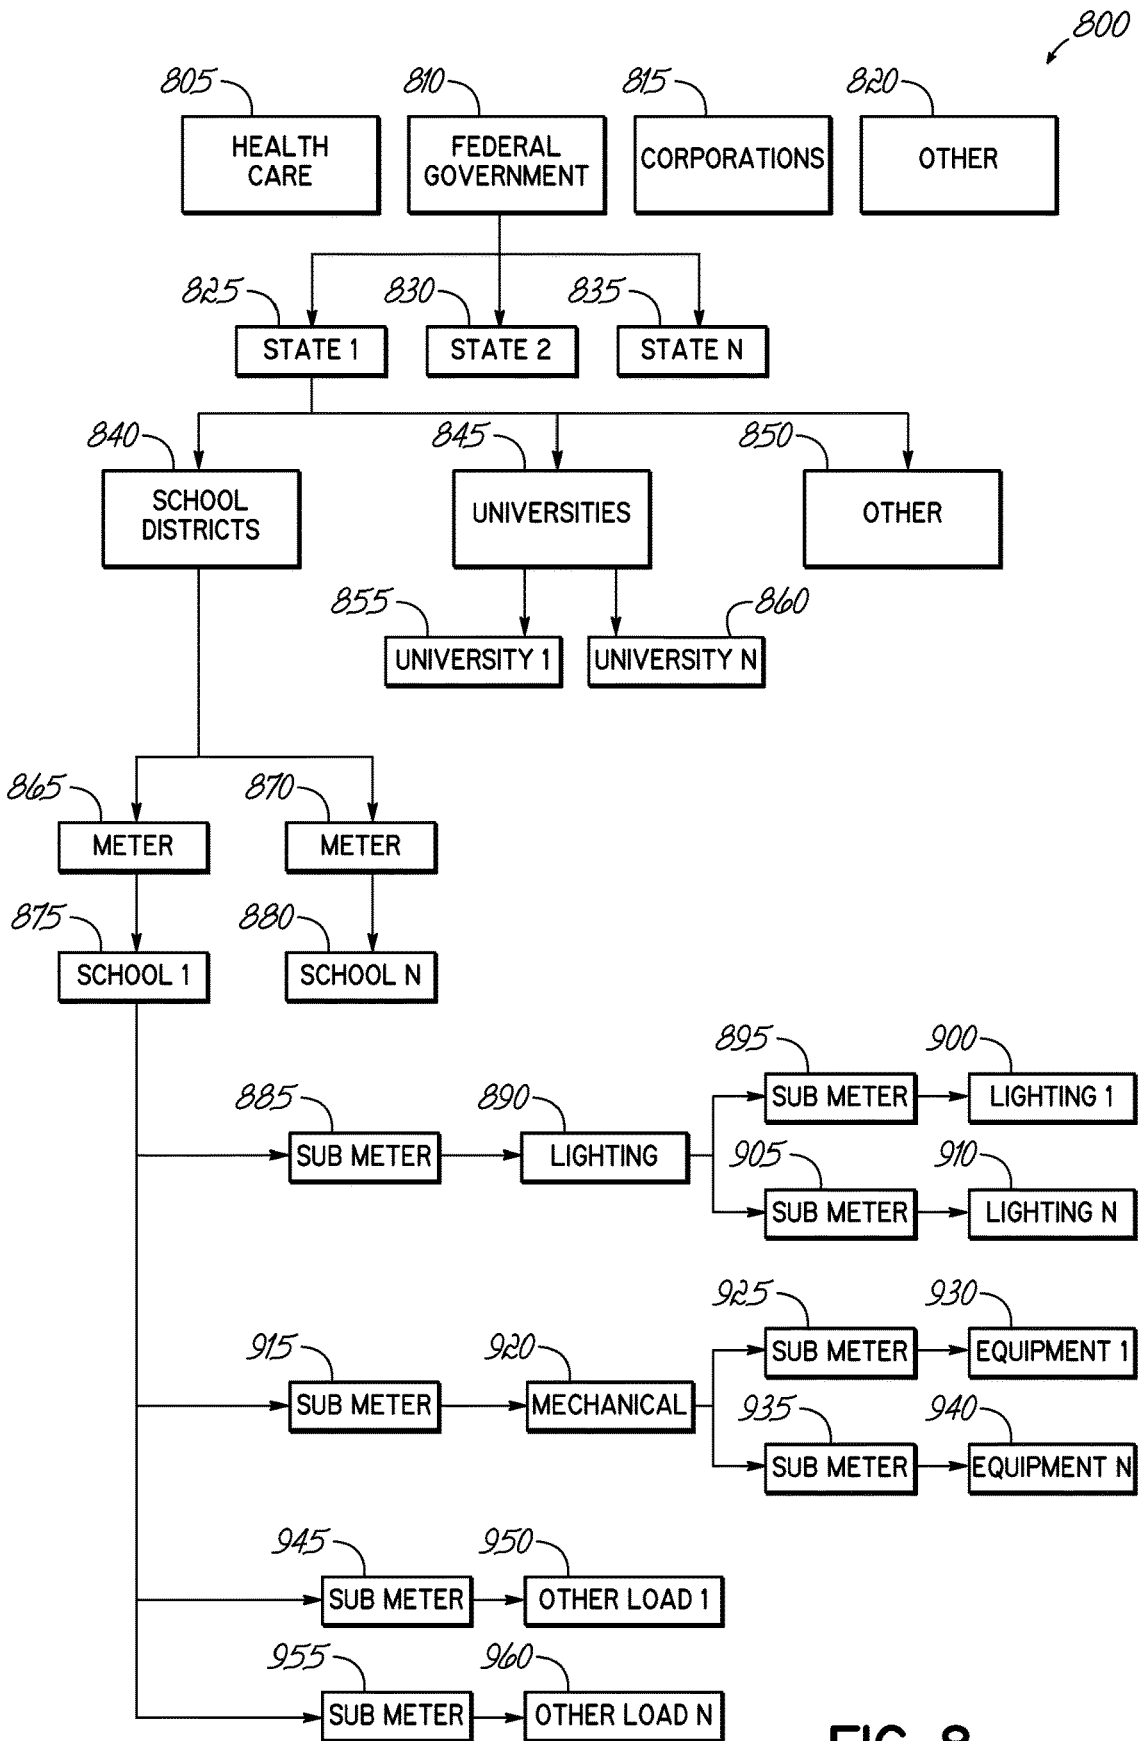 800
805
810
815
820
HEALTH
CARE
FEDERAL
GOVERNMENT
CORPORATIONS
OTHER
825
830
835
STATE 1
STATE 2
STATE N
840
845
850
SCHOOL
DISTRICTS
UNIVERSITIES
OTHER
855
860
UNIVERSITY 1
UNIVERSITY N
865
870
METER
METER
875
880
SCHOOL 1
SCHOOL N
895
900
SUB METER
LIGHTING 1
885
890
SUB METER
LIGHTING
905
910
SUB METER
LIGHTING N
925
930
SUB METER
EQUIPMENT 1
915
920
SUB METER
MECHANICAL
935
940
SUB METER
EQUIPMENT N
945
950
SUB METER
OTHER LOAD 1
955
960
SUB METER
OTHER LOAD N
FIG. 8